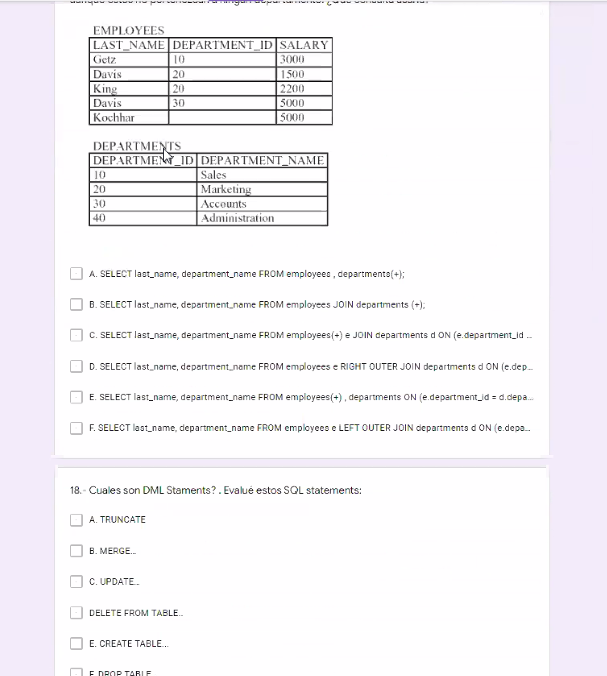 EMPLOYEES
LAST_NAME DEPARTMENT_ID SALARY
Getz 10 3000
Davis 20 1500
King 20 2200
Davis 30 5000
Kochhar 5000
DEPARTMENTS
DEPARTMENT_ID DEPARTMENT_NAME
10 Sales
20 Marketing
30 Accounts
40 Administration
A. SELECT last_name, department_name FROM employees , departments(+);
B. SELECT last_name, department_name FROM employees JOIN departments (+);
C. SELECT last_name, department_name FROM employees(+) e JOIN departments d ON (e.department_id ...
D. SELECT last_name, department_name FROM employees e RIGHT OUTER JOIN departments d ON (e.dep...
E. SELECT last_name, department_name FROM employees(+) , departments ON (e.department_id = d.depa...
F. SELECT last_name, department_name FROM employees e LEFT OUTER JOIN departments d ON (e.depa...
18.- Cuales son DML Staments? . Evalué estos SQL statements:
A. TRUNCATE
B. MERGE...
C. UPDATE..
DELETE FROM TABLE..
E. CREATE TABLE...
F. DROP TABLE